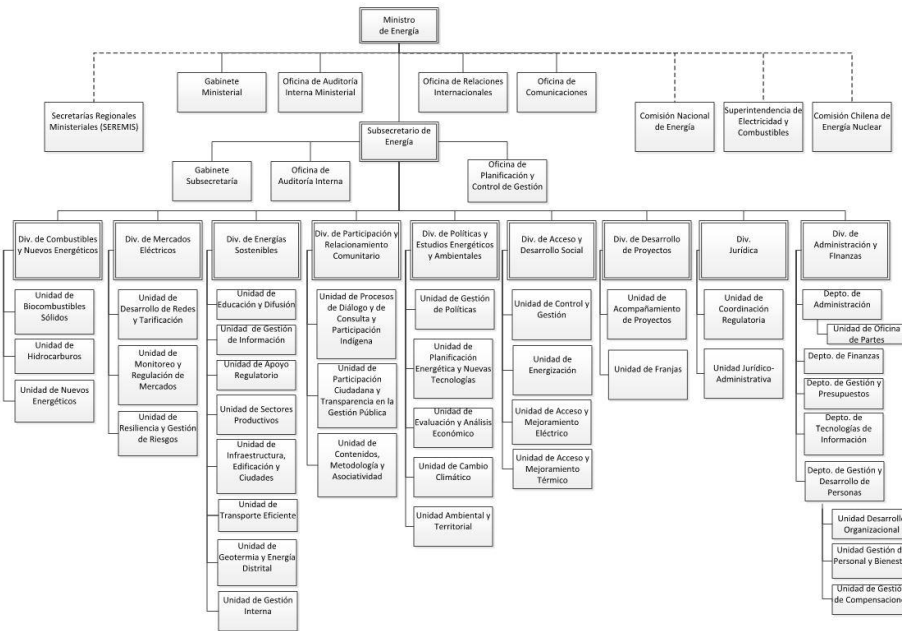 Ministro
de Energía
Gabinete
Ministerial
Oficina de Auditoría
Interna Ministerial
Oficina de Relaciones
Internacionales
Oficina de
Comunicaciones
Secretarías Regionales
Ministeriales (SEREMIS)
Comisión Nacional
de Energía
Superintendencia de
Electricidad y
Combustibles
Comisión Chilena de
Energía Nuclear
Subsecretario de
Energía
Gabinete
Subsecretaría
Oficina de
Auditoría Interna
Oficina de
Planificación y
Control de Gestión
Div. de Combustibles
y Nuevos Energéticos
Unidad de
Biocombustibles
Sólidos
Unidad de
Hidrocarburos
Unidad de Nuevos
Energéticos
Div. de Mercados
Eléctricos
Unidad de
Desarrollo de Redes
y Tarificación
Unidad de
Monitoreo y
Regulación de
Mercados
Unidad de
Resiliencia y Gestión
de Riesgos
Div. de Energías
Sostenibles
Unidad de
Educación y Difusión
Unidad de Gestión
de Información
Unidad de Apoyo
Regulatorio
Unidad de Sectores
Productivos
Unidad de
Infraestructura,
Edificación y
Ciudades
Unidad de
Transporte Eficiente
Unidad de
Geotermia y Energía
Distrital
Unidad de Gestión
Interna
Div. de Participación y
Relacionamiento
Comunitario
Unidad de Procesos
de Diálogo y de
Consulta y
Participación
Indígena
Unidad de
Participación
Ciudadana y
Transparencia en la
Gestión Pública
Unidad de
Contenidos,
Metodología y
Asociatividad
Div. de Políticas y
Estudios Energéticos
y Ambientales
Unidad de Gestión
de Políticas
Unidad de
Planificación
Energética y Nuevas
Tecnologías
Unidad de
Evaluación y Análisis
Económico
Unidad de Cambio
Climático
Unidad Ambiental y
Territorial
Div. de Acceso y
Desarrollo Social
Unidad de Control y
Gestión
Unidad de
Energización
Unidad de Acceso y
Mejoramiento
Eléctrico
Unidad de Acceso y
Mejoramiento
Térmico
Div. de Desarrollo
de Proyectos
Unidad de
Acompañamiento
de Proyectos
Unidad de Franjas
Div.
Jurídica
Unidad de
Coordinación
Regulatoria
Unidad Jurídico-
Administrativa
Div. de
Administración y
FInanzas
Depto. de
Administración
Unidad de Oficina
de Partes
Depto. de Finanzas
Depto. de Gestión y
Presupuestos
Depto. de
Tecnologías de
Información
Depto. de Gestión y
Desarrollo de
Personas
Unidad Desarrollo
Organizacional
Unidad Gestión
Personal y
Unidad de
de